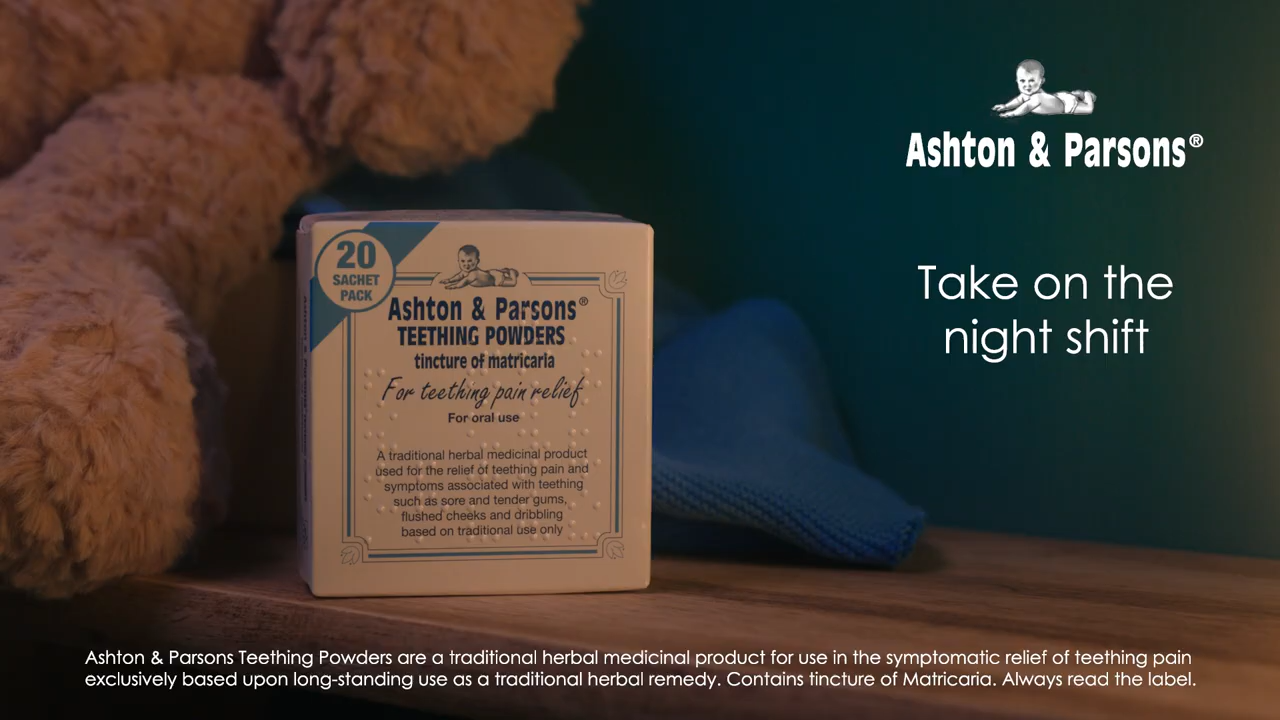 Ashton & Parsons®
Take on the
night shift
20
SACHET
PACK
Ashton & Parsons®
TEETHING POWDERS
tincture of matricaria
For teething pain relief
For oral use
A traditional herbal medicinal product
used for the relief of teething pain and
symptoms associated with teething
such as sore and tender gums,
flushed cheeks and dribbling
based on traditional use only
Ashton & Parsons Teething Powders are a traditional herbal medicinal product for use in the symptomatic relief of teething pain
exclusively based upon long-standing use as a traditional herbal remedy. Contains tincture of Matricaria. Always read the label.